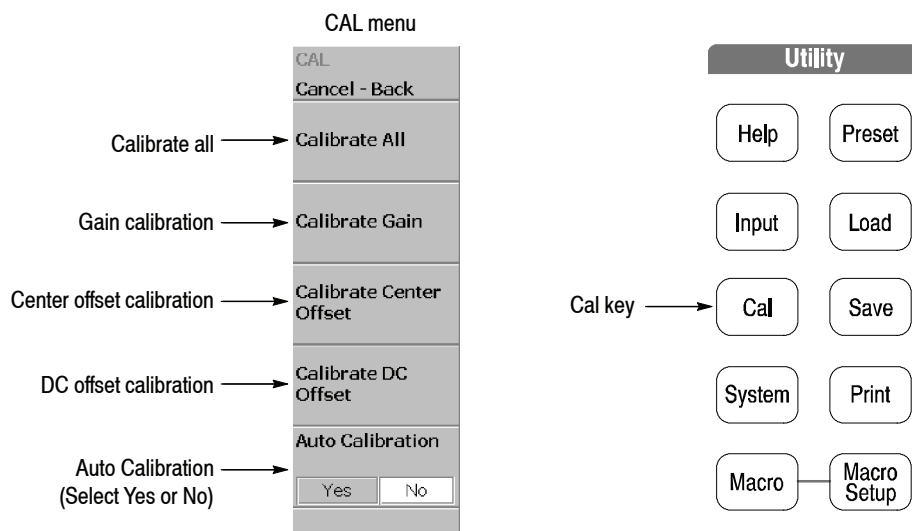 CAL menu
CAL
Cancel - Back
Calibrate all
Calibrate All
Gain calibration
Calibrate Gain
Center offset calibration
Calibrate Center
Offset
DC offset calibration
Calibrate DC
Offset
Auto Calibration
(Select Yes or No)
Auto Calibration
Yes No
Utility
Help Preset
Input Load
Cal key
Cal Save
System Print
Macro Macro
Setup